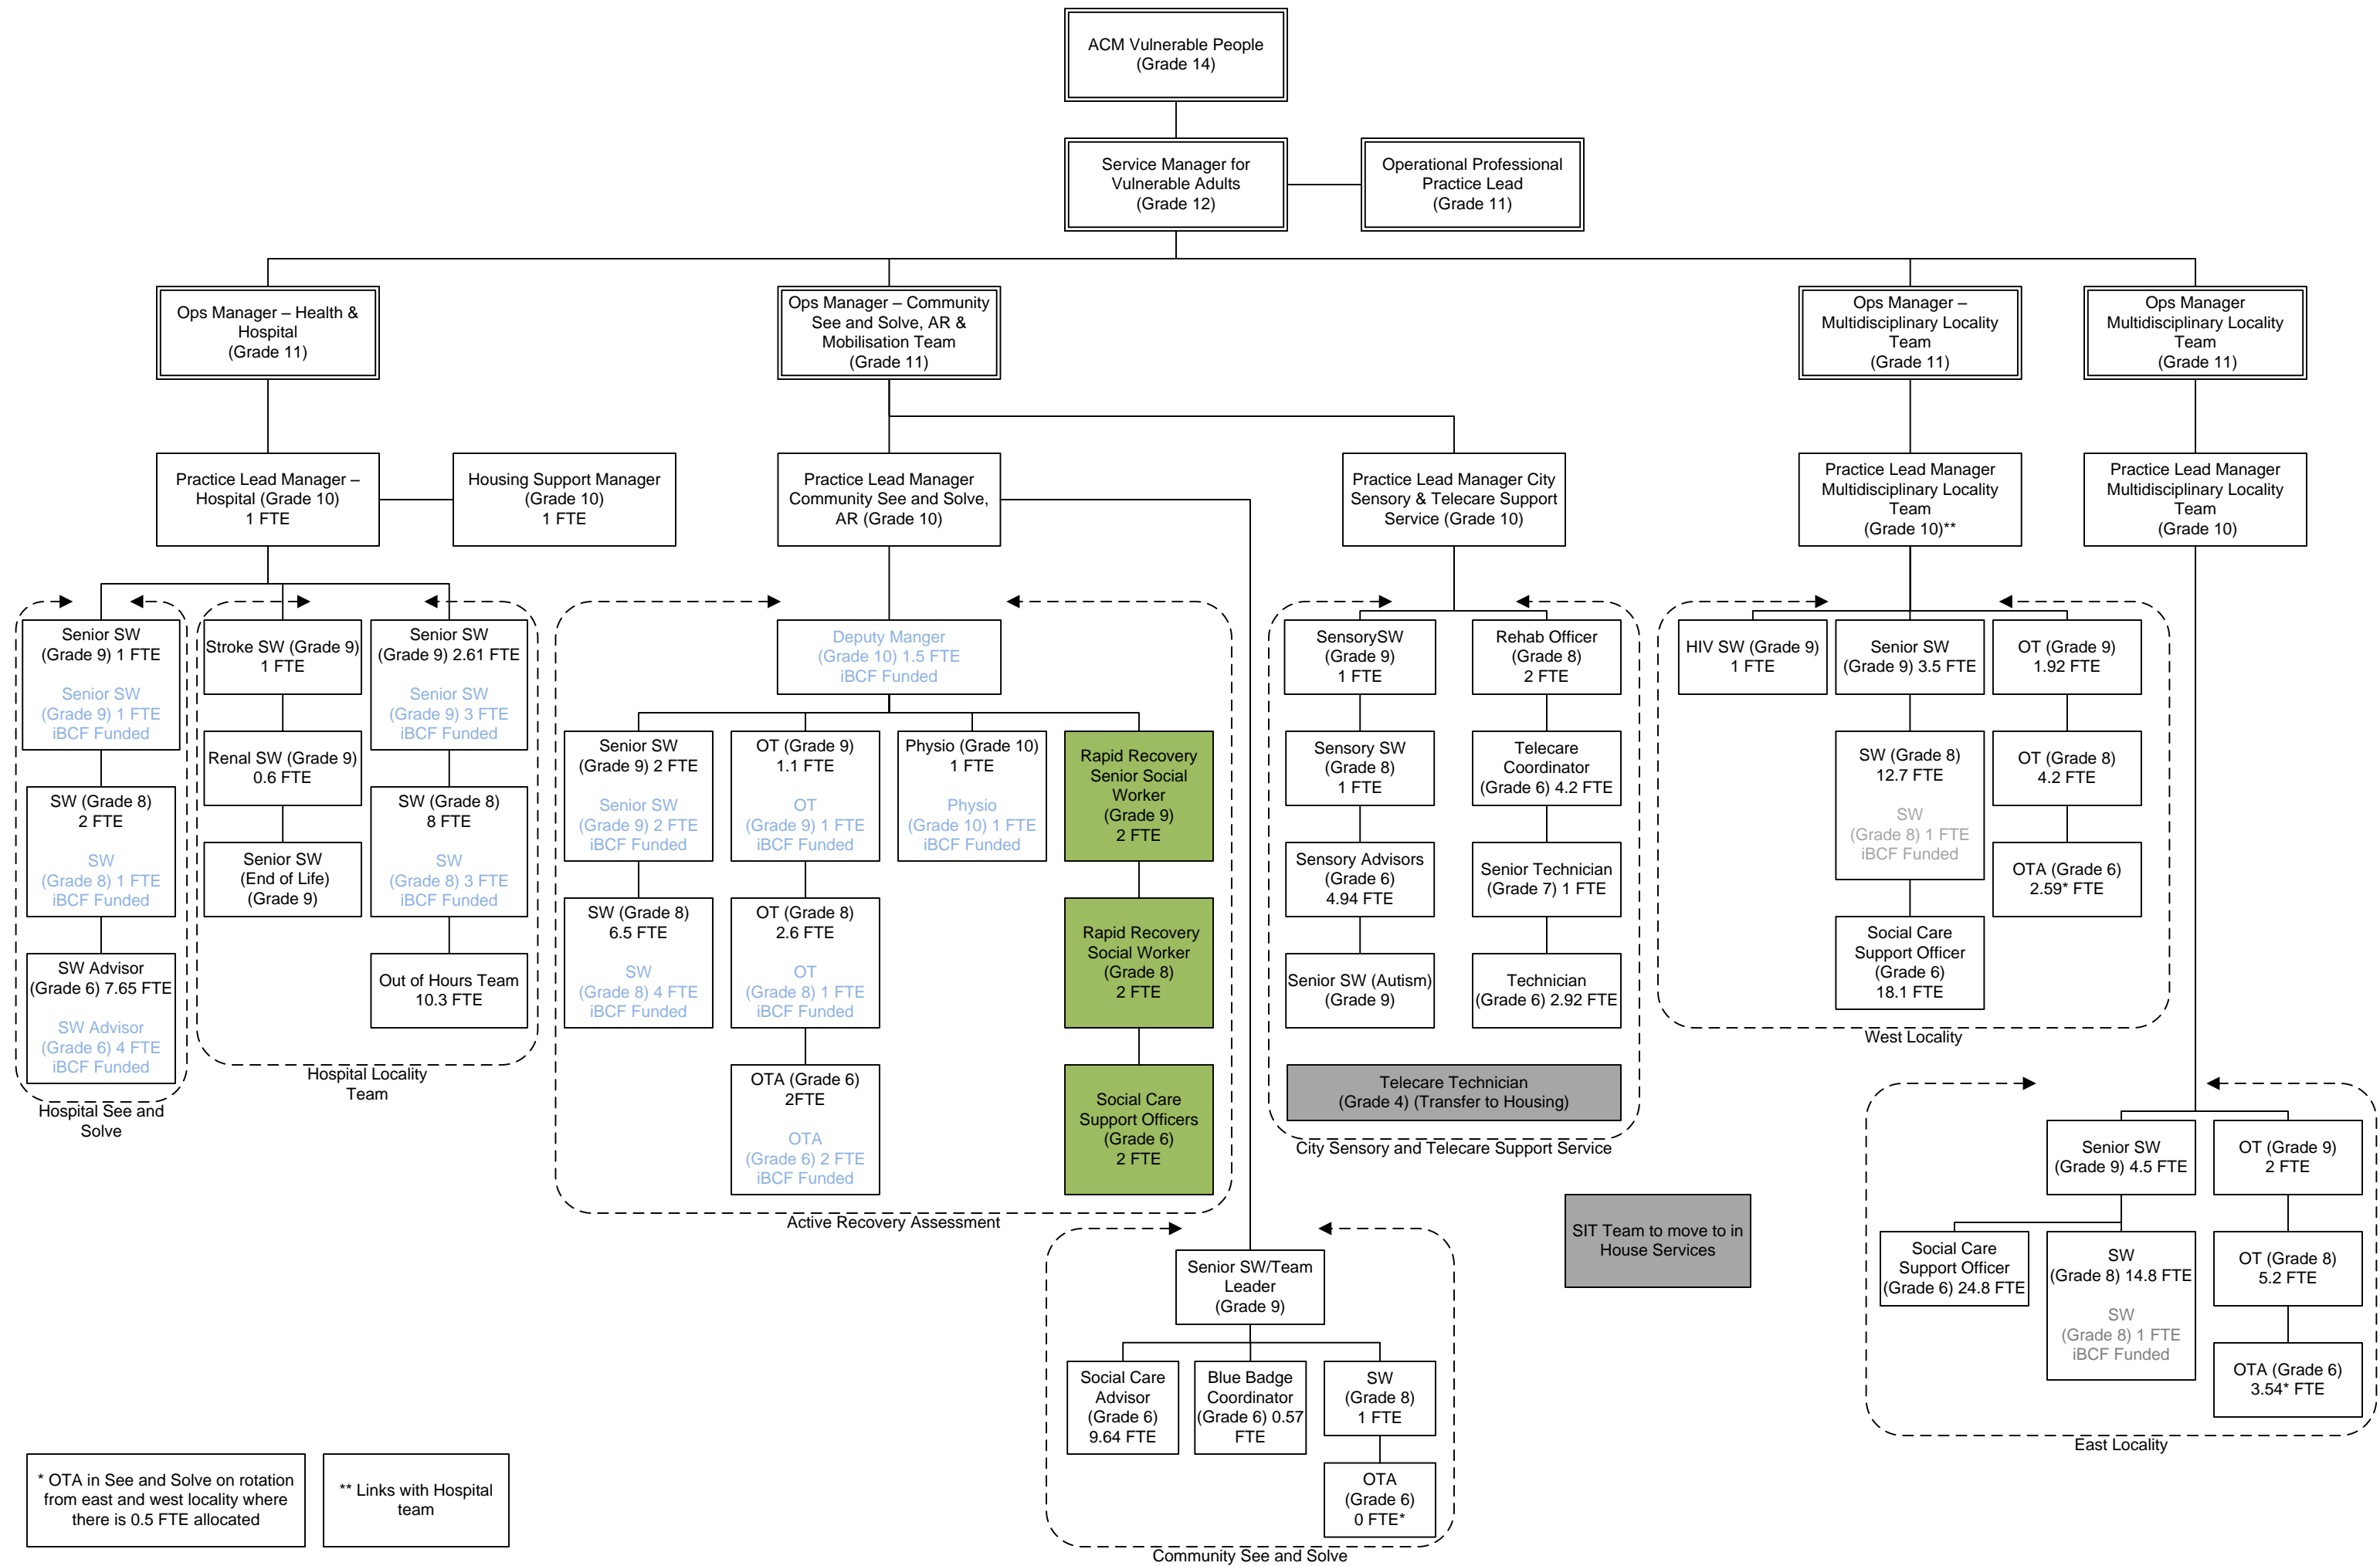 ACM Vulnerable People
(Grade 14)
Service Manager for
Vulnerable Adults
(Grade 12)
Operational Professional
Practice Lead
(Grade 11)
Ops Manager – Health &
Hospital
(Grade 11)
Ops Manager – Community
See and Solve, AR &
Mobilisation Team
(Grade 11)
Ops Manager –
Multidisciplinary Locality
Team
(Grade 11)
Ops Manager
Multidisciplinary Locality
Team
(Grade 11)
Practice Lead Manager –
Hospital (Grade 10)
1 FTE
Housing Support Manager
(Grade 10)
1 FTE
Practice Lead Manager
Community See and Solve,
AR (Grade 10)
Practice Lead Manager City
Sensory & Telecare Support
Service (Grade 10)
Practice Lead Manager
Multidisciplinary Locality
Team
(Grade 10)**
Practice Lead Manager
Multidisciplinary Locality
Team
(Grade 10)
Senior SW
(Grade 9) 1 FTE
Senior SW
(Grade 9) 1 FTE
iBCF Funded
SW (Grade 8)
2 FTE
SW
(Grade 8) 1 FTE
iBCF Funded
SW Advisor
(Grade 6) 7.65 FTE
SW Advisor
(Grade 6) 4 FTE
iBCF Funded
Hospital See and
Solve
Stroke SW (Grade 9)
1 FTE
Renal SW (Grade 9)
0.6 FTE
Senior SW
(End of Life)
(Grade 9)
Senior SW
(Grade 9) 2.61 FTE
Senior SW
(Grade 9) 3 FTE
iBCF Funded
SW (Grade 8)
8 FTE
SW
(Grade 8) 3 FTE
iBCF Funded
Out of Hours Team
10.3 FTE
Hospital Locality
Team
Deputy Manger
(Grade 10) 1.5 FTE
iBCF Funded
Senior SW
(Grade 9) 2 FTE
Senior SW
(Grade 9) 2 FTE
iBCF Funded
SW (Grade 8)
6.5 FTE
SW
(Grade 8) 4 FTE
iBCF Funded
OT (Grade 9)
1.1 FTE
OT
(Grade 9) 1 FTE
iBCF Funded
OT (Grade 8)
2.6 FTE
OT
(Grade 8) 1 FTE
iBCF Funded
OTA (Grade 6)
2FTE
OTA
(Grade 6) 2 FTE
iBCF Funded
Physio (Grade 10)
1 FTE
Physio
(Grade 10) 1 FTE
iBCF Funded
Rapid Recovery
Senior Social
Worker
(Grade 9)
2 FTE
Rapid Recovery
Social Worker
(Grade 8)
2 FTE
Social Care
Support Officers
(Grade 6)
2 FTE
Active Recovery Assessment
SensorySW
(Grade 9)
1 FTE
Sensory SW
(Grade 8)
1 FTE
Sensory Advisors
(Grade 6)
4.94 FTE
Senior SW (Autism)
(Grade 9)
Rehab Officer
(Grade 8)
2 FTE
Telecare
Coordinator
(Grade 6) 4.2 FTE
Senior Technician
(Grade 7) 1 FTE
Technician
(Grade 6) 2.92 FTE
Telecare Technician
(Grade 4) (Transfer to Housing)
City Sensory and Telecare Support Service
HIV SW (Grade 9)
1 FTE
Senior SW
(Grade 9) 3.5 FTE
SW (Grade 8)
12.7 FTE
SW
(Grade 8) 1 FTE
iBCF Funded
Social Care
Support Officer
(Grade 6)
18.1 FTE
OT (Grade 9)
1.92 FTE
OT (Grade 8)
4.2 FTE
OTA (Grade 6)
2.59* FTE
West Locality
Senior SW
(Grade 9) 4.5 FTE
OT (Grade 9)
2 FTE
Social Care
Support Officer
(Grade 6) 24.8 FTE
SW
(Grade 8) 14.8 FTE
SW
(Grade 8) 1 FTE
iBCF Funded
OT (Grade 8)
5.2 FTE
OTA (Grade 6)
3.54* FTE
East Locality
SIT Team to move to in
House Services
Senior SW/Team
Leader
(Grade 9)
Social Care
Advisor
(Grade 6)
9.64 FTE
Blue Badge
Coordinator
(Grade 6) 0.57
FTE
SW
(Grade 8)
1 FTE
OTA
(Grade 6)
0 FTE*
Community See and Solve
* OTA in See and Solve on rotation
from east and west locality where
there is 0.5 FTE allocated
** Links with Hospital
team